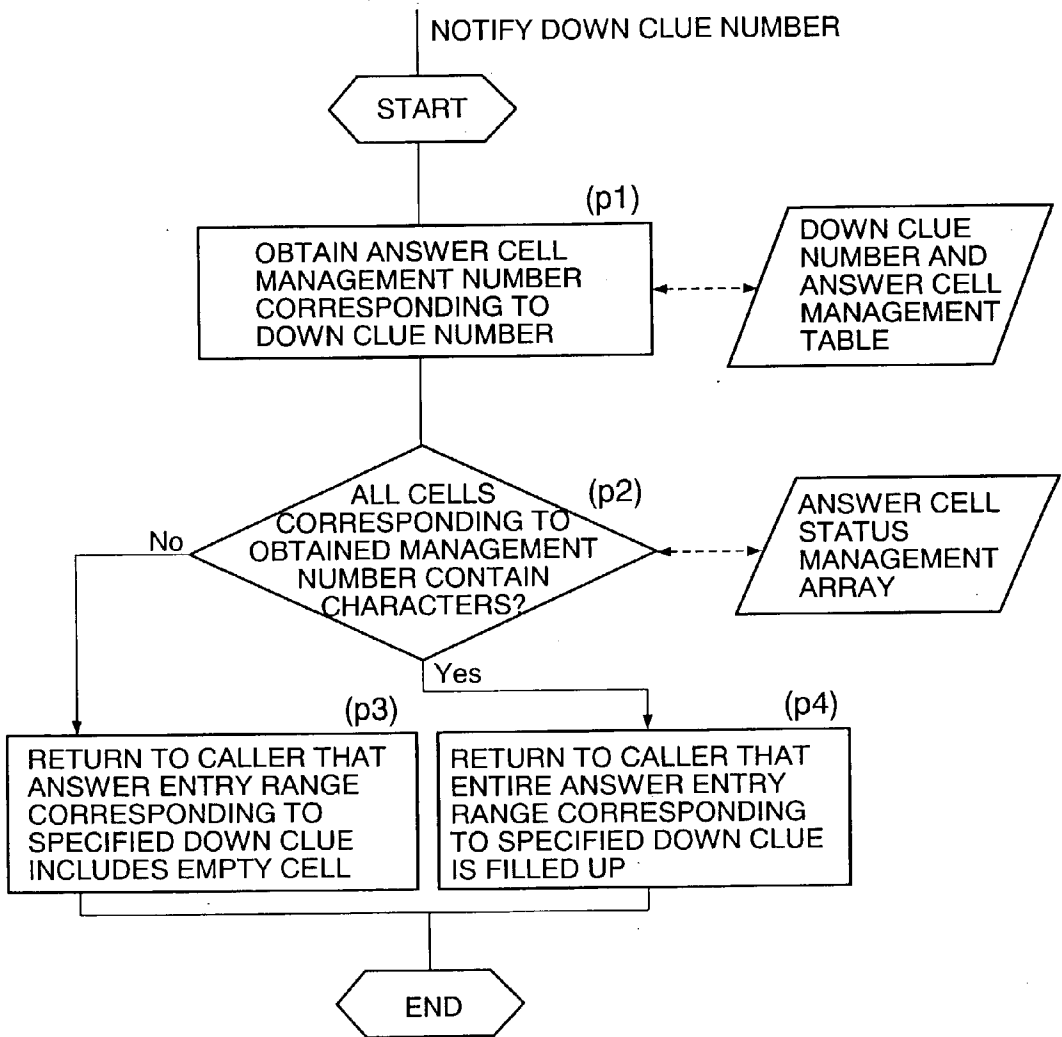 NOTIFY DOWN CLUE NUMBER
START
(p1)
OBTAIN ANSWER CELL
MANAGEMENT NUMBER
CORRESPONDING TO
DOWN CLUE NUMBER
DOWN CLUE
NUMBER AND
ANSWER CELL
MANAGEMENT
TABLE
(p2)
ALL CELLS
CORRESPONDING TO
OBTAINED MANAGEMENT
NUMBER CONTAIN
CHARACTERS?
ANSWER CELL
STATUS
MANAGEMENT
ARRAY
No
Yes
(p3)
RETURN TO CALLER THAT
ANSWER ENTRY RANGE
CORRESPONDING TO
SPECIFIED DOWN CLUE
INCLUDES EMPTY CELL
(p4)
RETURN TO CALLER THAT
ENTIRE ANSWER ENTRY
RANGE CORRESPONDING
TO SPECIFIED DOWN CLUE
IS FILLED UP
END